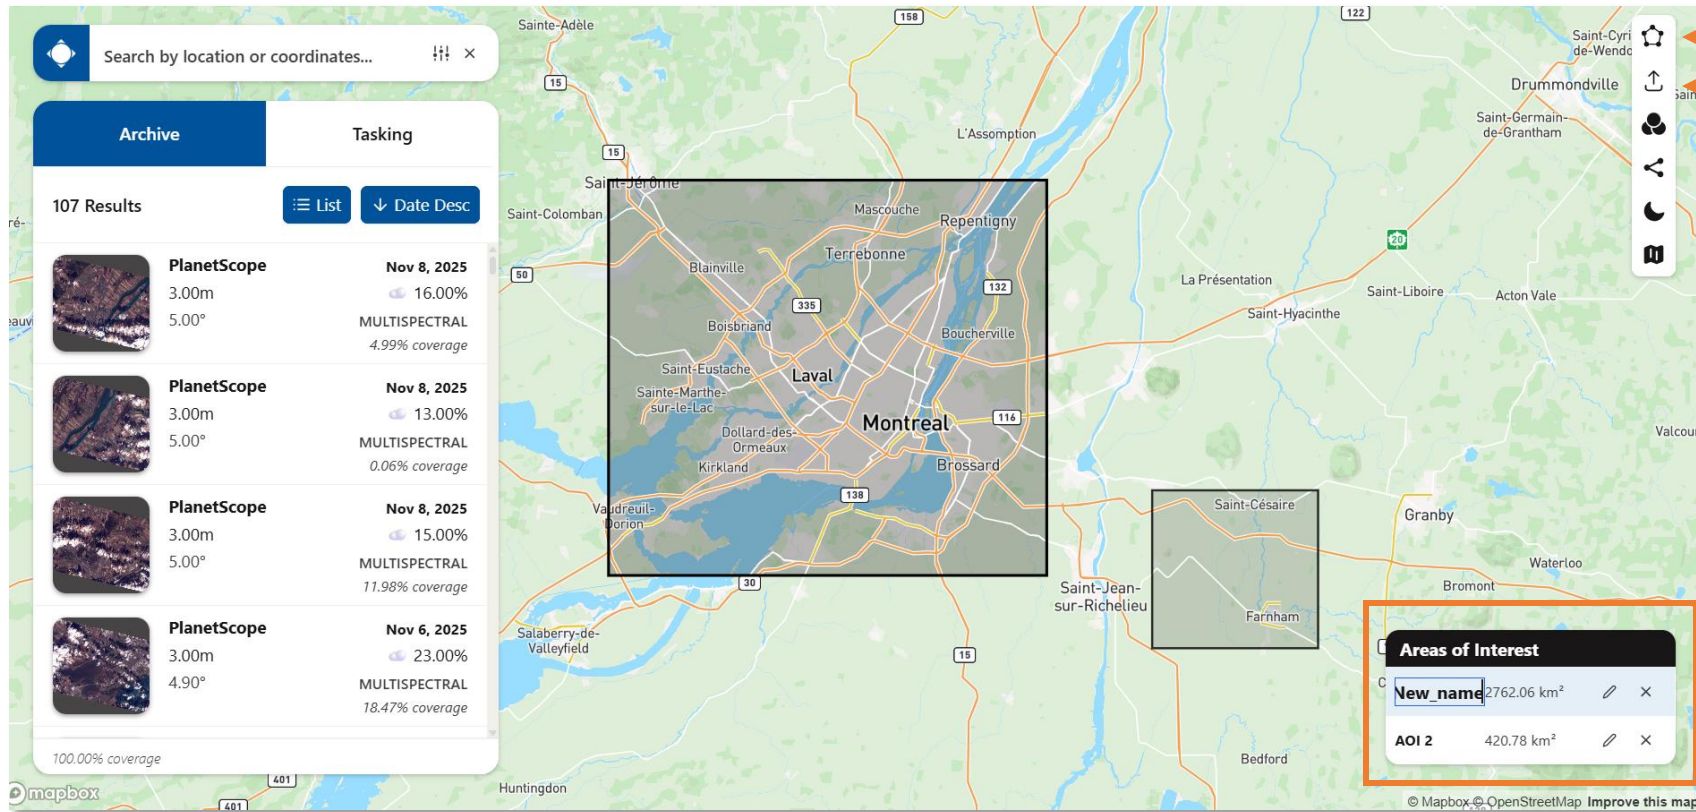 Search by location or coordinates...
Archive
Tasking
107 Results
List
Date Desc
PlanetScope
Nov 8, 2025
3.00m
16.00%
5.00°
MULTISPECTRAL
4.99% coverage
PlanetScope
Nov 8, 2025
3.00m
13.00%
5.00°
MULTISPECTRAL
0.06% coverage
PlanetScope
Nov 8, 2025
3.00m
15.00%
5.00°
MULTISPECTRAL
11.98% coverage
PlanetScope
Nov 6, 2025
3.00m
23.00%
4.90°
MULTISPECTRAL
18.47% coverage
100.00% coverage
mapbox
401
401
Huntingdon
Sainte-Adèle
158
122
15
15
L'Assomption
Saint-Jérôme
Saint-Colomban
50
Mascouche
Repentigny
Terrebonne
Blainville
132
335
Boisbriand
Boucherville
Saint-Eustache
Laval
Sainte-Marthe-
sur-le-Lac
Montreal
116
Dollard-des-
Ormeaux
Kirkland
Brossard
138
Vaudreuil-
Dorion
30
Salaberry-de-
Valleyfield
15
Saint-Jean-
sur-Richelieu
Drummondville
Saint-Germain-
de-Grantham
20
La Présentation
Saint-Liboire
Acton Vale
Saint-Hyacinthe
Saint-Césaire
Granby
Waterloo
Bromont
Farnham
Bedford
Areas of Interest
New_name
2762.06 km²
AOI 2
420.78 km²
© Mapbox © OpenStreetMap Improve this map